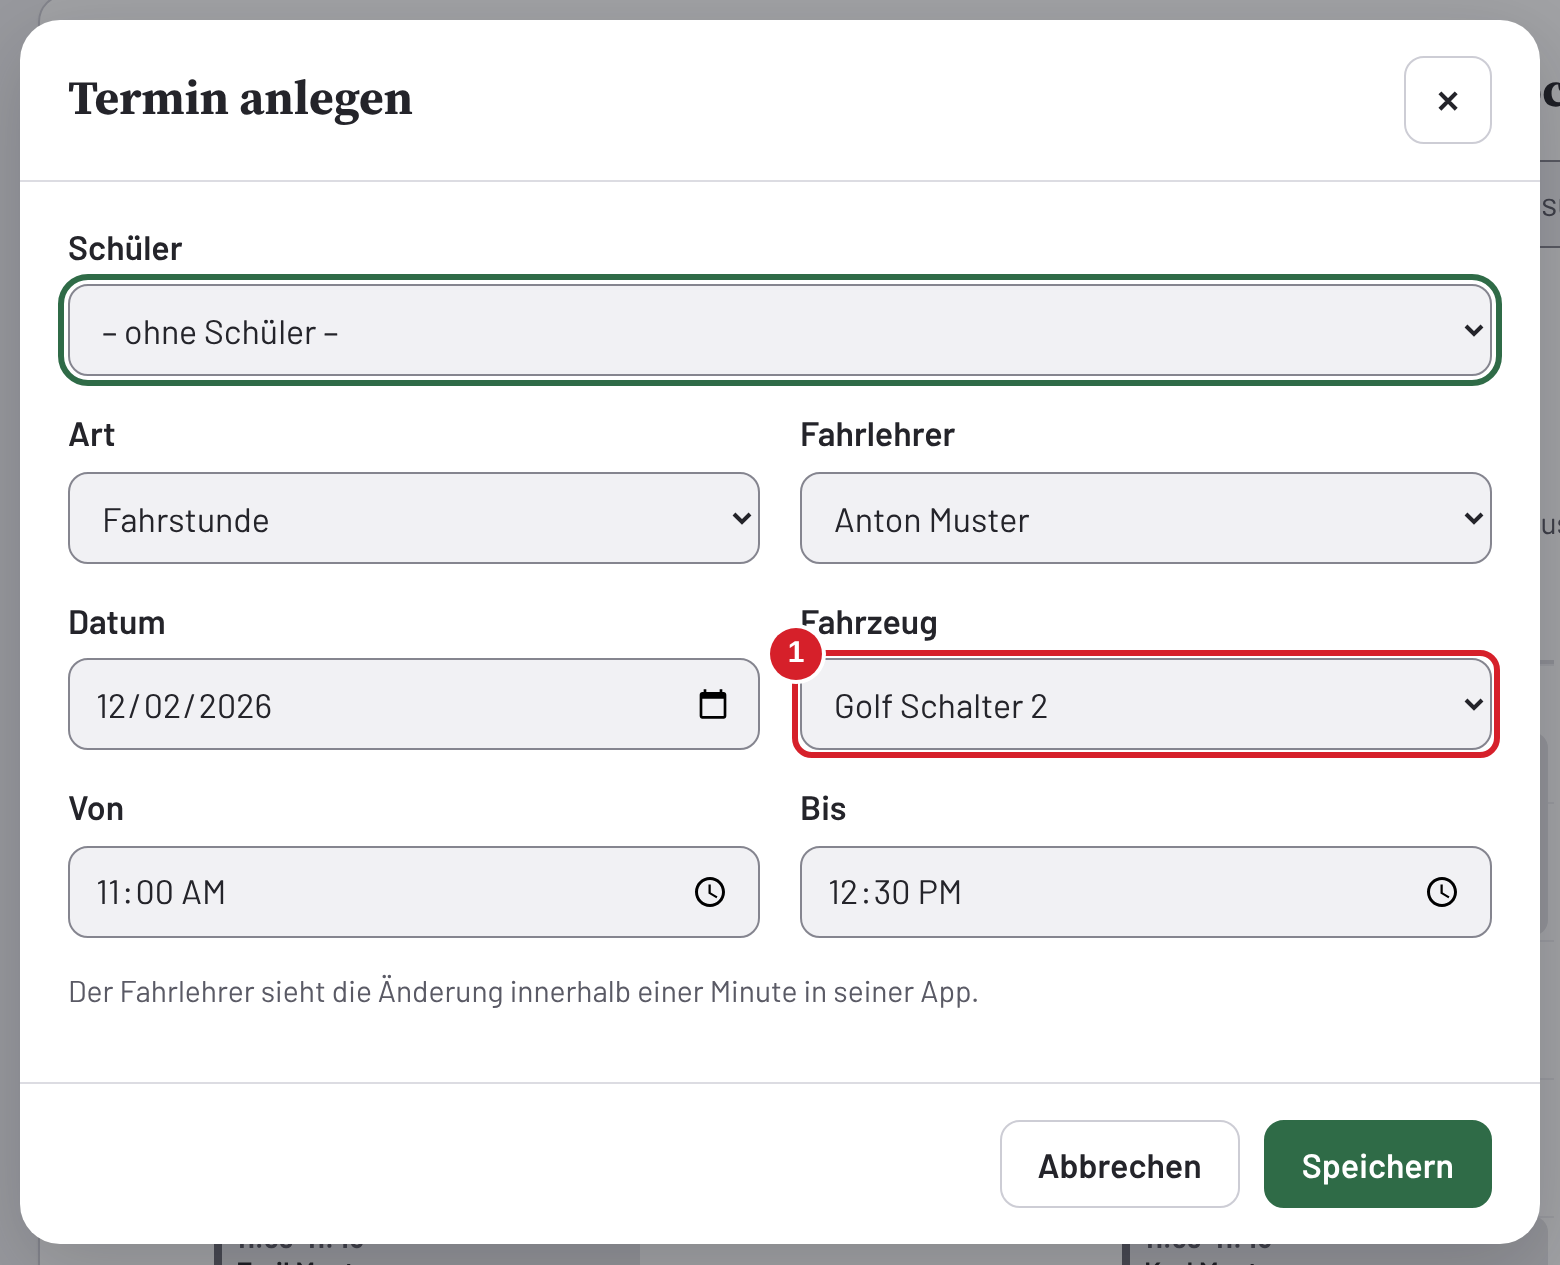 Termin anlegen
×
Schüler
– ohne Schüler –
Art
Fahrlehrer
Fahrstunde
Anton Muster
Datum
Fahrzeug
1
12/02/2026
Golf Schalter 2
Von
Bis
11:00 AM
12:30 PM
Der Fahrlehrer sieht die Änderung innerhalb einer Minute in seiner App.
Abbrechen
Speichern